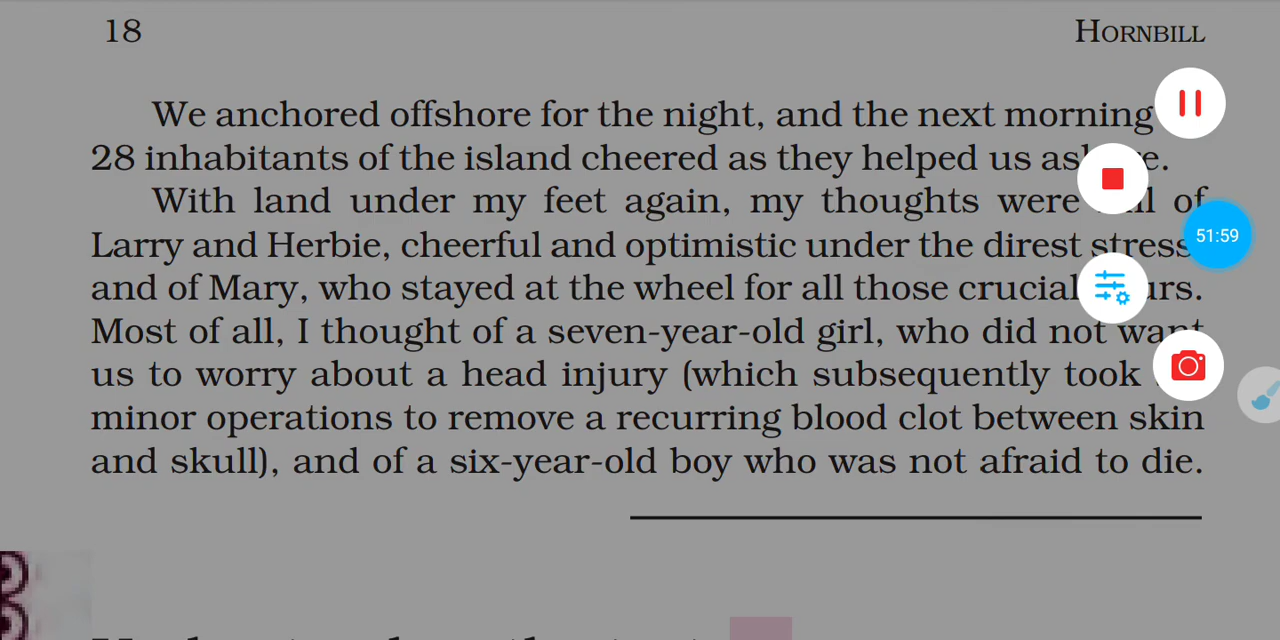 18 HORNBILL
We anchored offshore for the night, and the next morning
28 inhabitants of the island cheered as they helped us
With land under my feet again, my thoughts were of
Larry and Herbie, cheerful and optimistic under the direst stress
51:59
and of Mary, who stayed at the wheel for all those crucial
Most of all, I thought of a seven-year-old girl, who did not want
us to worry about a head injury (which subsequently took
minor operations to remove a recurring blood clot between skin
and skull), and of a six-year-old boy who was not afraid to die.